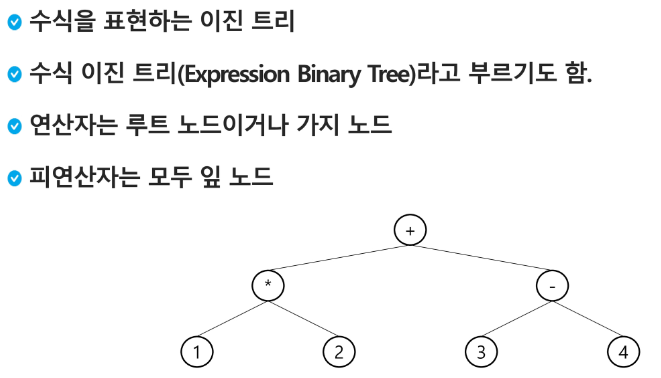 수식을 표현하는 이진 트리
수식 이진 트리(Expression Binary Tree)라고 부르기도 함.
연산자는 루트 노드이거나 가지 노드
피연산자는 모두 잎 노드
+
* -
1 2 3 4